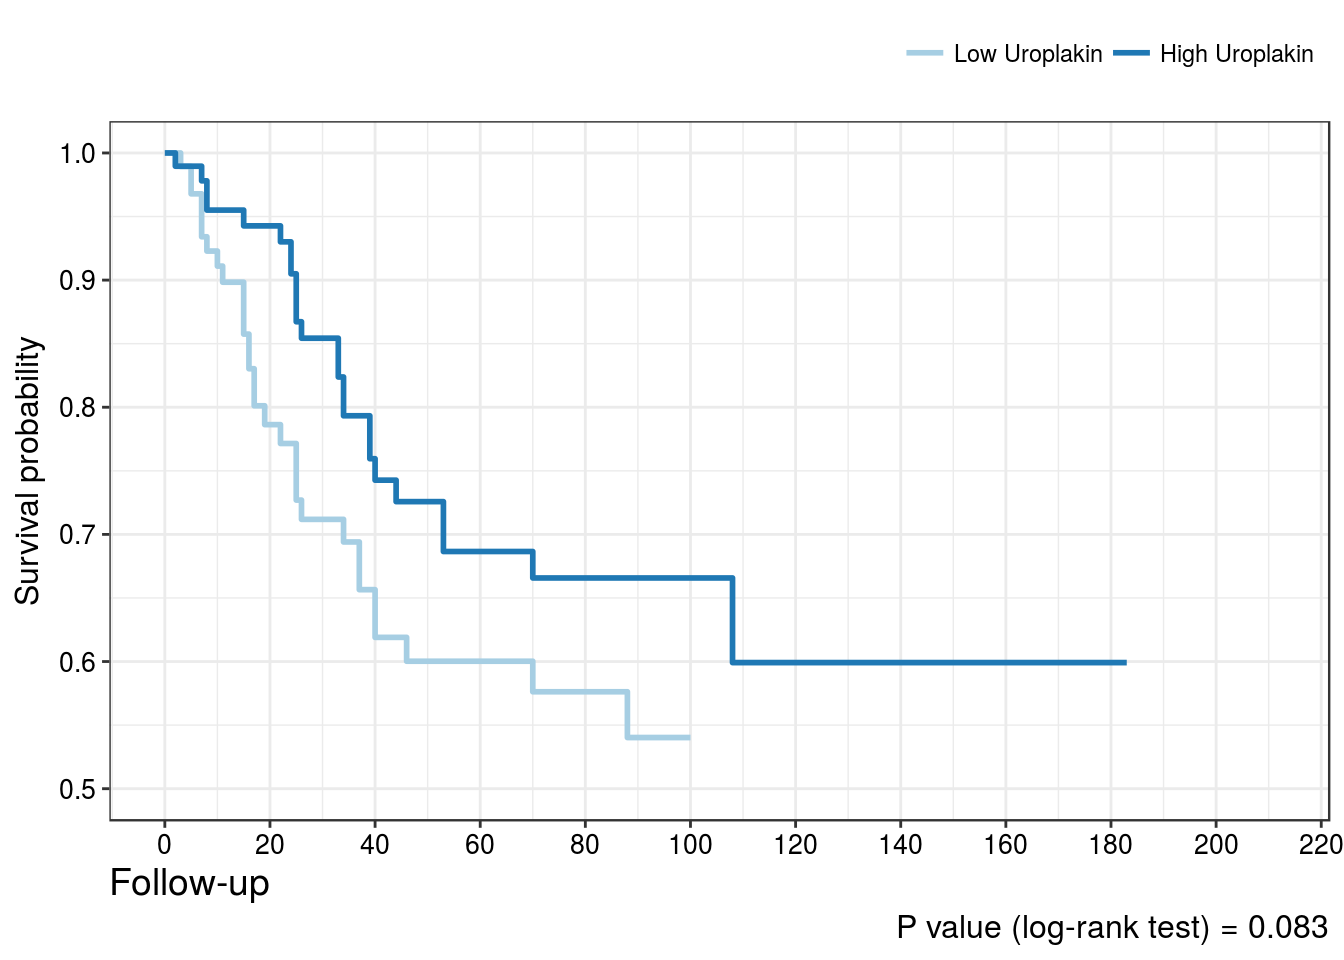 Low Uroplakin High Uroplakin
Survival probability
1.0
0.9
0.8
0.7
0.6
0.5
0 20 40 60 80 100 120 140 160 180 200 220
Follow-up
P value (log-rank test) = 0.083